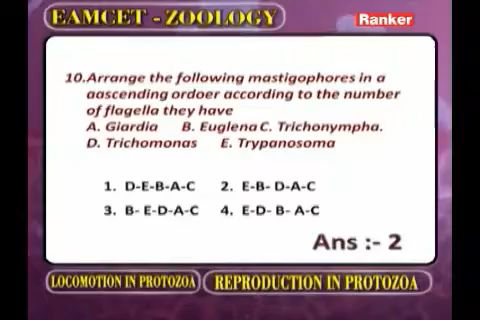 EAMCET - ZOOLOGY
Ranker
10.Arrange the following mastigophores in a
aascending ordoer according to the number
of flagella they have
A. Giardia B. Euglena C. Trichonympha.
D. Trichomonas E. Trypanosoma
1. D-E-B-A-C 2. E-B- D-A-C
3. B- E-D-A-C 4. E-D- B- A-C
Ans :- 2
LOCOMOTION IN PROTOZOA REPRODUCTION IN PROTOZOA